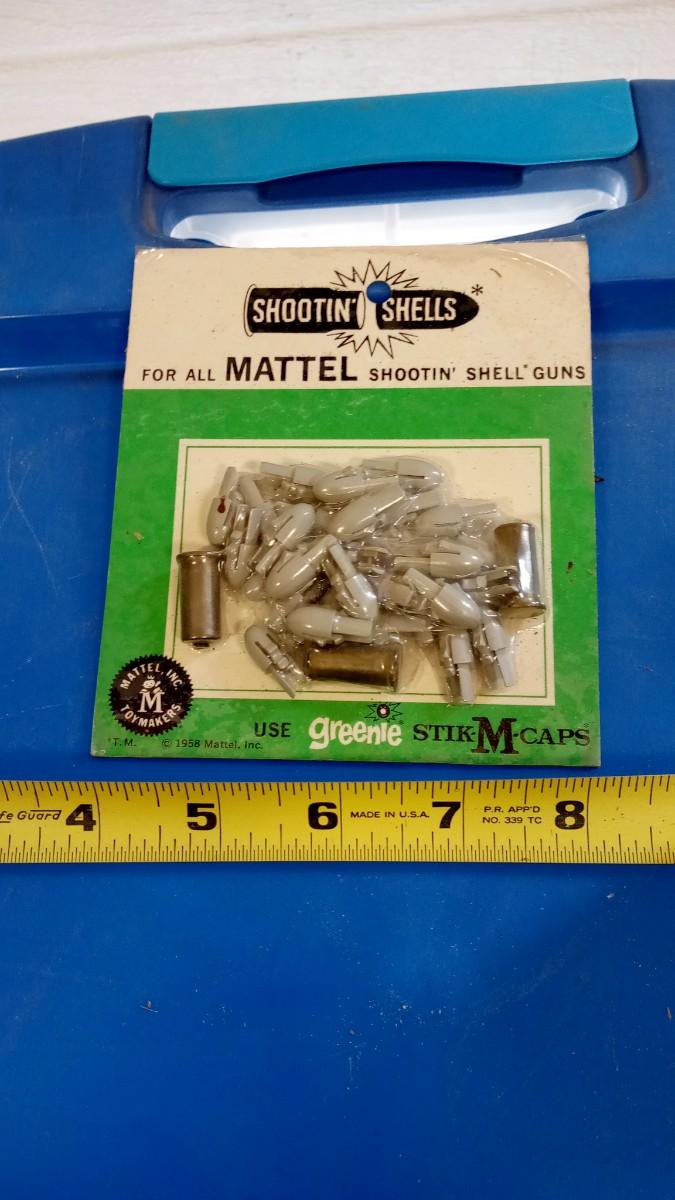 SHOOTIN' SHELLS*
FOR ALL MATTEL SHOOTIN' SHELL* GUNS
MATTEL, INC.
M
TOYMAKERS
USE greenie STIK-M-CAPS*
*T.M. © 1958 Mattel, Inc.
fe Guard 4 5 6 MADE IN U.S.A. 7 P.R. APP'D 8
NO. 339 TC